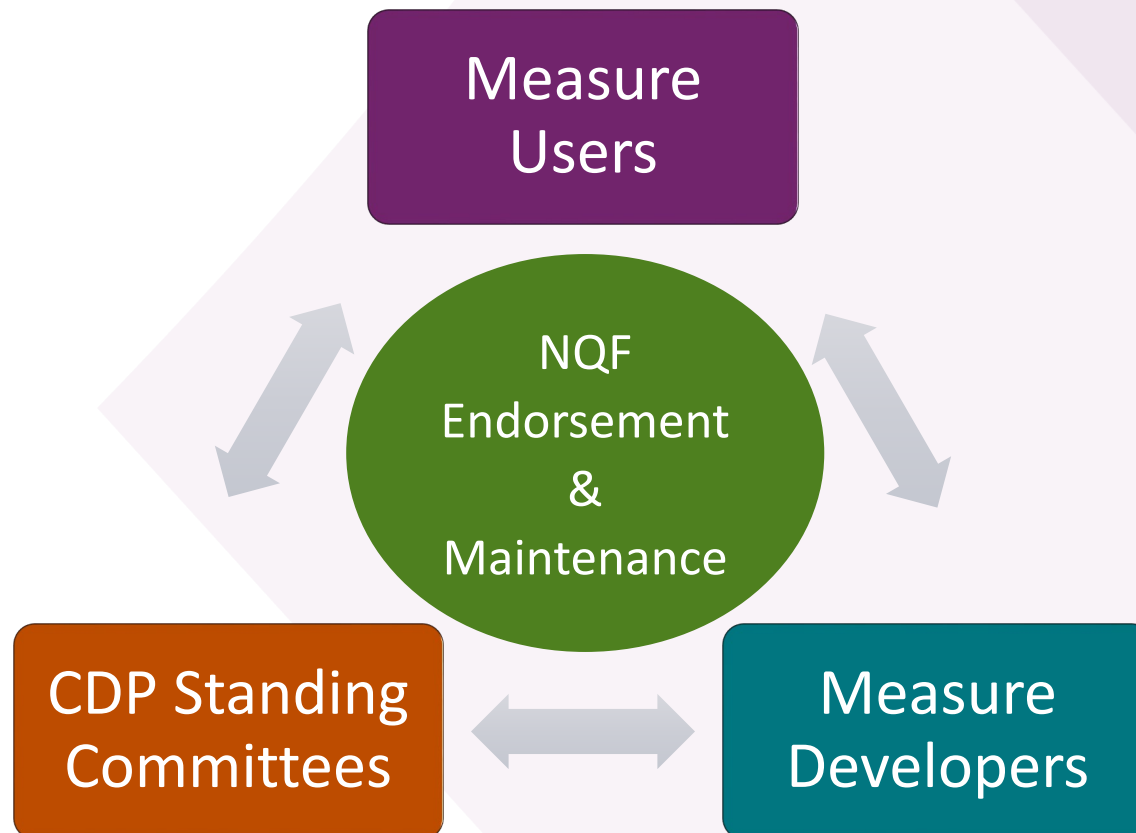 Measure
Users
NQF
Endorsement
&
Maintenance
CDP Standing
Committees
Measure
Developers